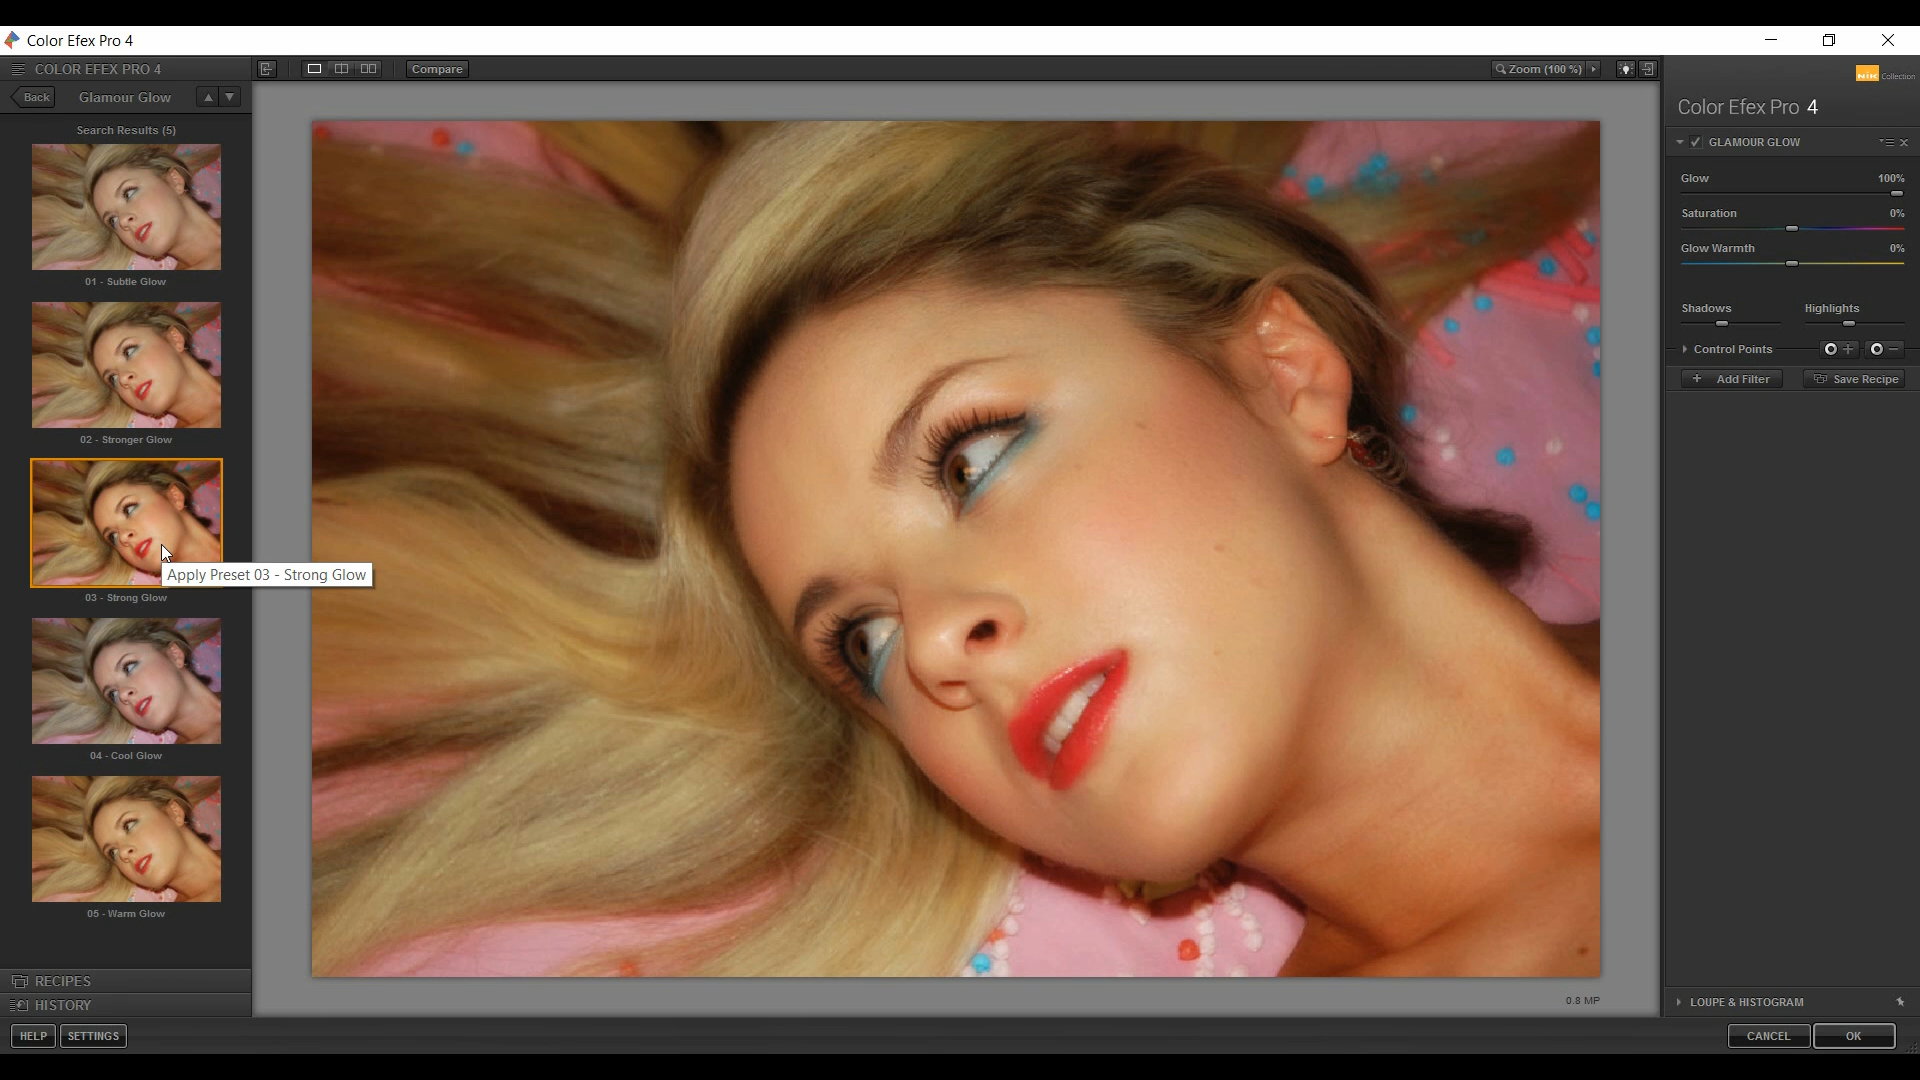 Color Efex Pro 4
COLOR EFEX PRO 4
Compare
Zoom (100 %)
Back
Glamour Glow
Search Results (5)
01 - Subtle Glow
02 - Stronger Glow
03 - Strong Glow
Apply Preset 03 - Strong Glow
04 - Cool Glow
05 - Warm Glow
RECIPES
HISTORY
HELP
SETTINGS
0.8 MP
NIK Collection
Color Efex Pro 4
GLAMOUR GLOW
Glow 100%
Saturation 0%
Glow Warmth 0%
Shadows Highlights
Control Points
Add Filter Save Recipe
LOUPE & HISTOGRAM
CANCEL
OK